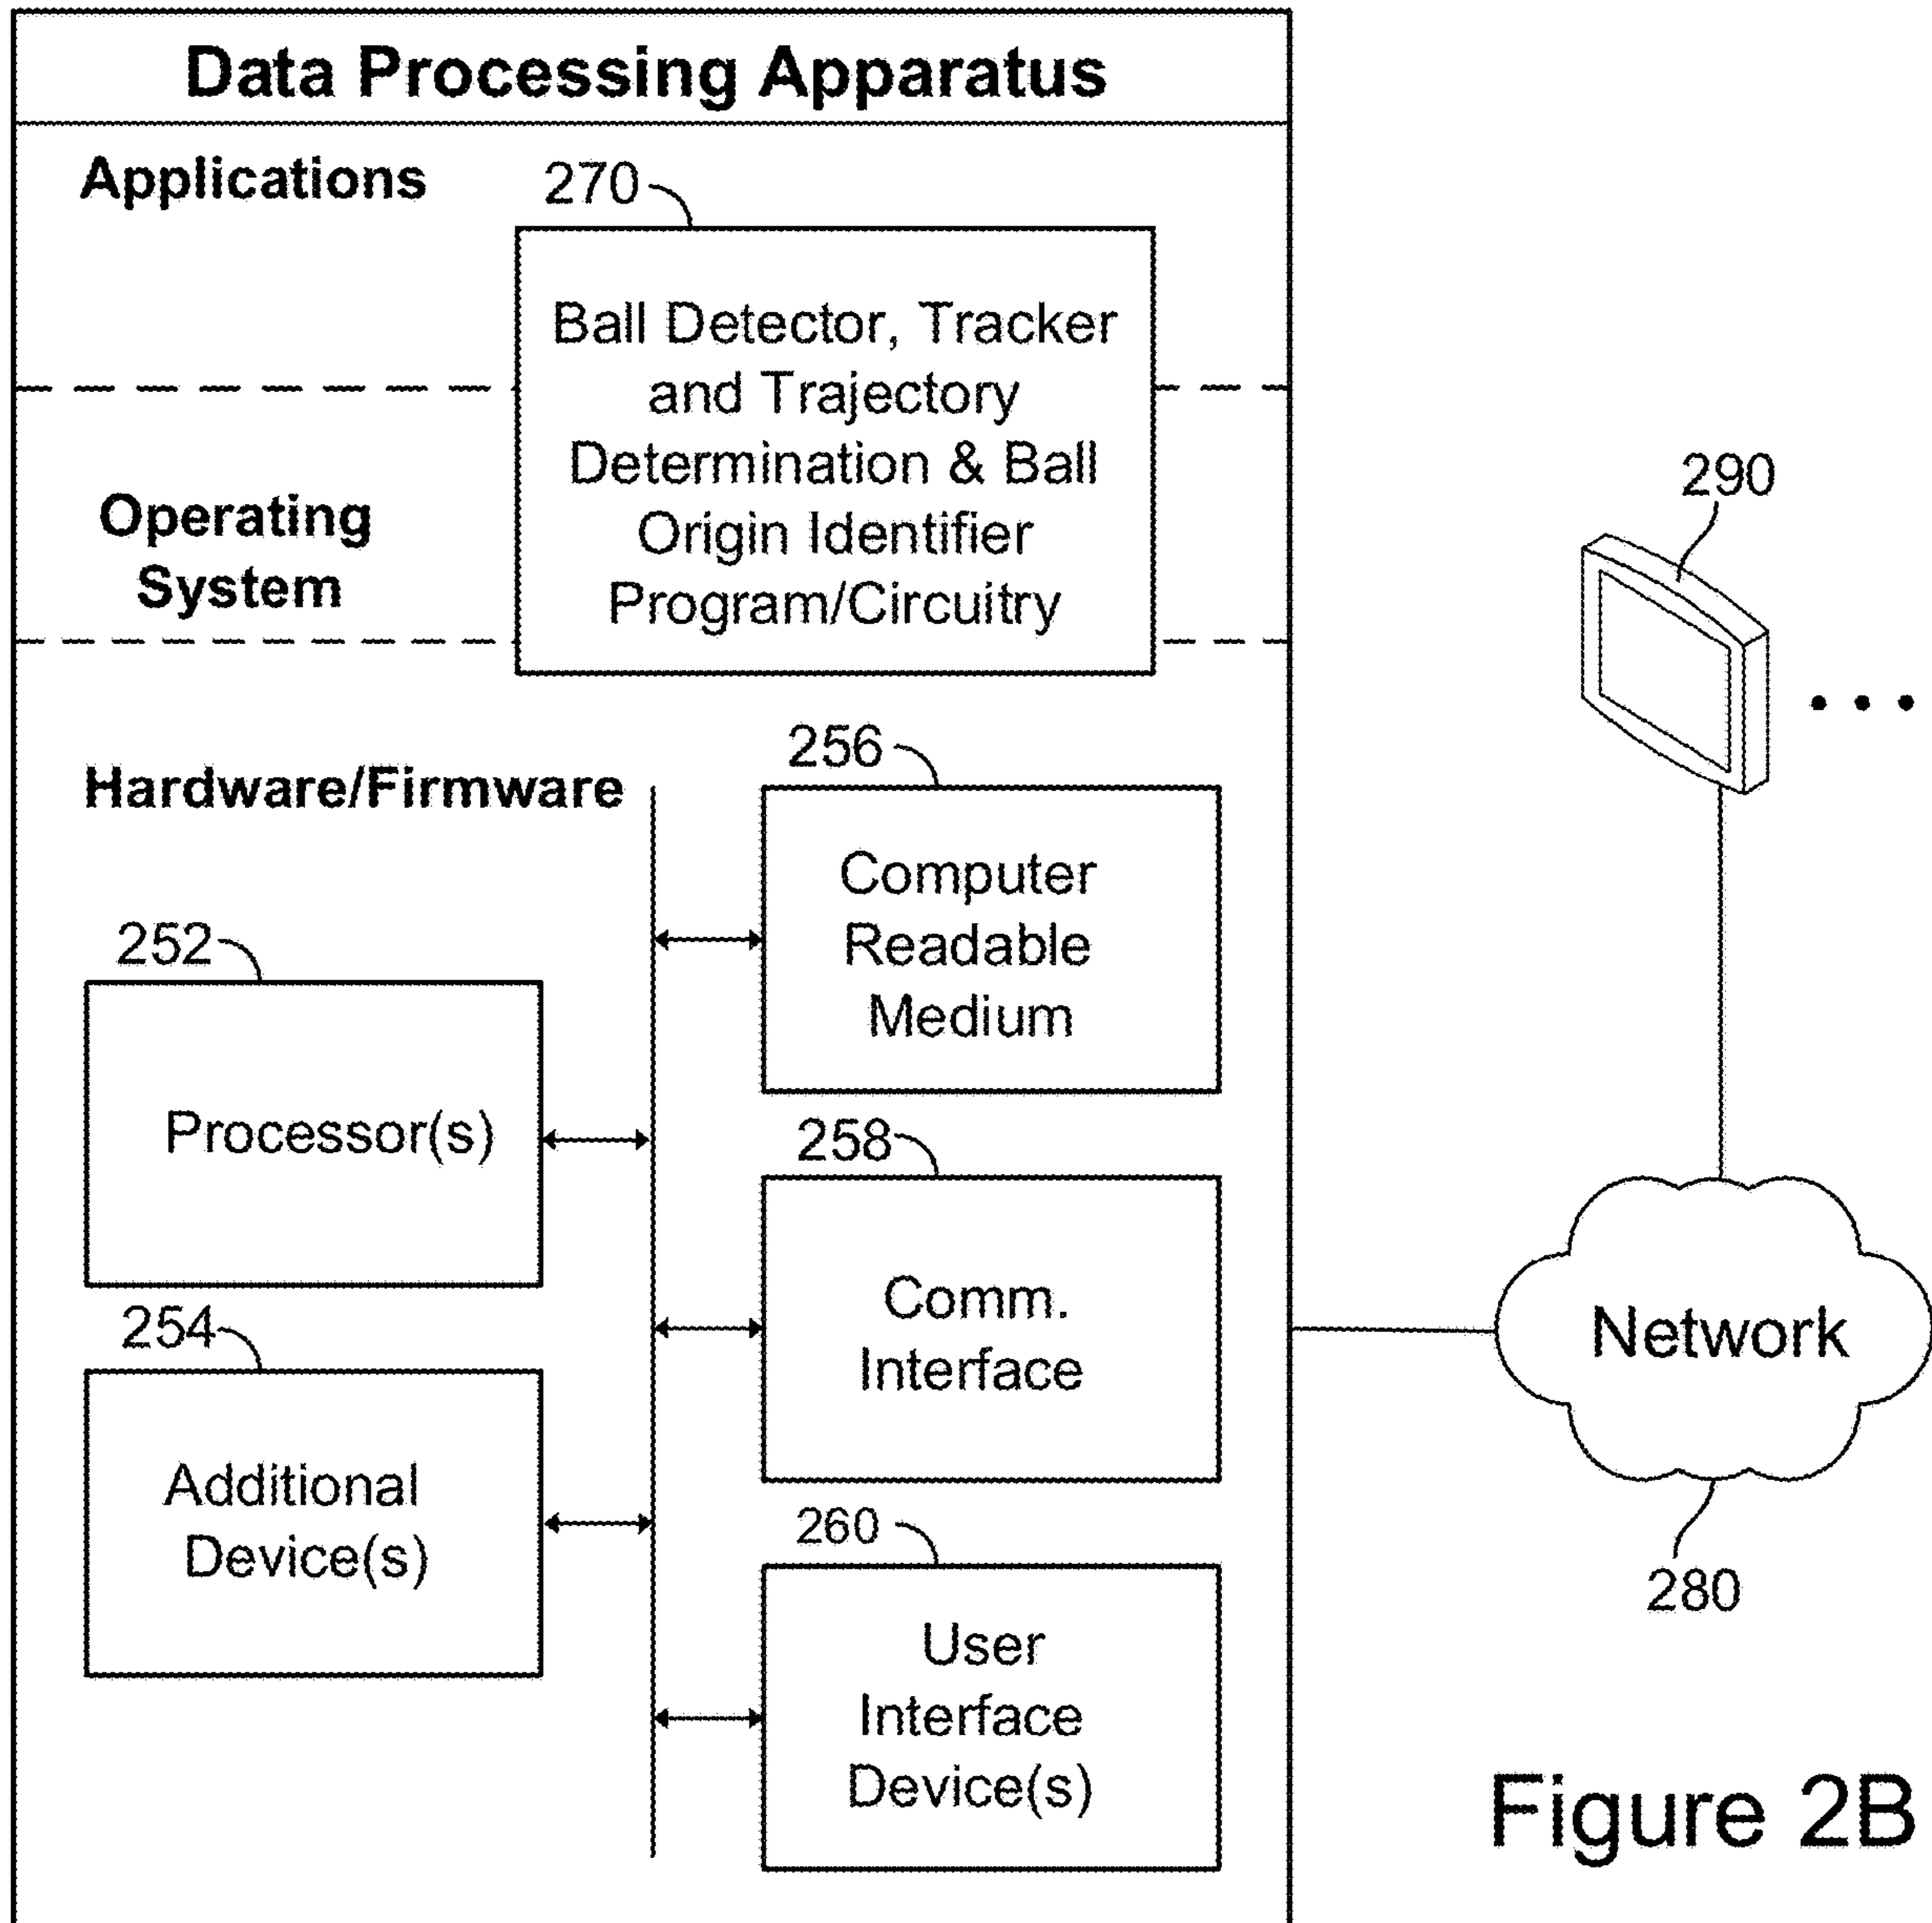 Data Processing Apparatus
Applications
270
Ball Detector, Tracker
and Trajectory
Determination & Ball
Origin Identifier
Program/Circuitry
Operating
System
290
Hardware/Firmware
256
Computer
Readable
Medium
252
Processor(s)
258
Comm.
Interface
Network
280
254
Additional
Device(s)
260
User
Interface
Device(s)
Figure 2B